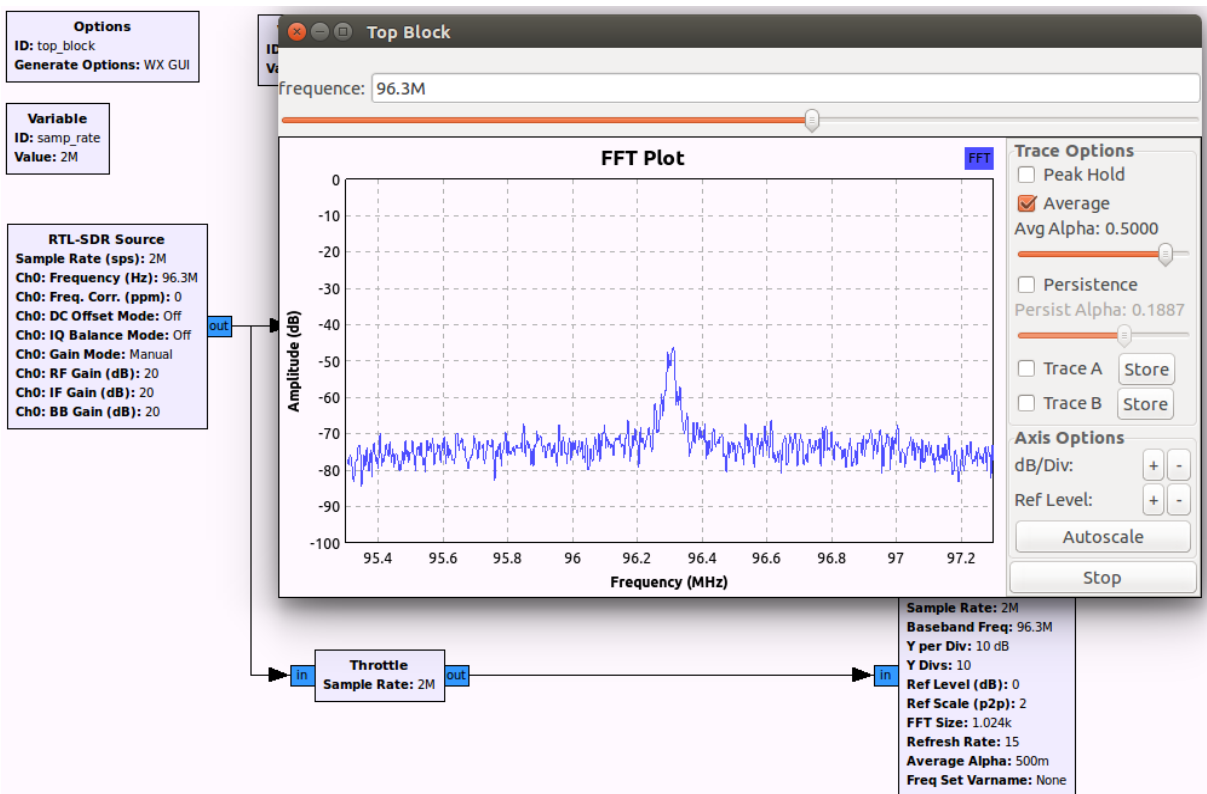 Options
ID: top_block
Generate Options: WX GUI
Variable
ID: samp_rate
Value: 2M
RTL-SDR Source
Sample Rate (sps): 2M
Ch0: Frequency (Hz): 96.3M
Ch0: Freq. Corr. (ppm): 0
Ch0: DC Offset Mode: Off
Ch0: IQ Balance Mode: Off
Ch0: Gain Mode: Manual
Ch0: RF Gain (dB): 20
Ch0: IF Gain (dB): 20
Ch0: BB Gain (dB): 20
out
Top Block
frequence: 96.3M
FFT Plot
FFT
Amplitude (dB)
0
-10
-20
-30
-40
-50
-60
-70
-80
-90
-100
95.4 95.6 95.8 96 96.2 96.4 96.6 96.8 97 97.2
Frequency (MHz)
Trace Options
Peak Hold
Average
Avg Alpha: 0.5000
Persistence
Persist Alpha: 0.1887
Trace A Store
Trace B Store
Axis Options
dB/Div: + -
Ref Level: + -
Autoscale
Stop
in
Throttle
Sample Rate: 2M
out
in
Sample Rate: 2M
Baseband Freq: 96.3M
Y per Div: 10 dB
Y Divs: 10
Ref Level (dB): 0
Ref Scale (p2p): 2
FFT Size: 1.024k
Refresh Rate: 15
Average Alpha: 500m
Freq Set Varname: None